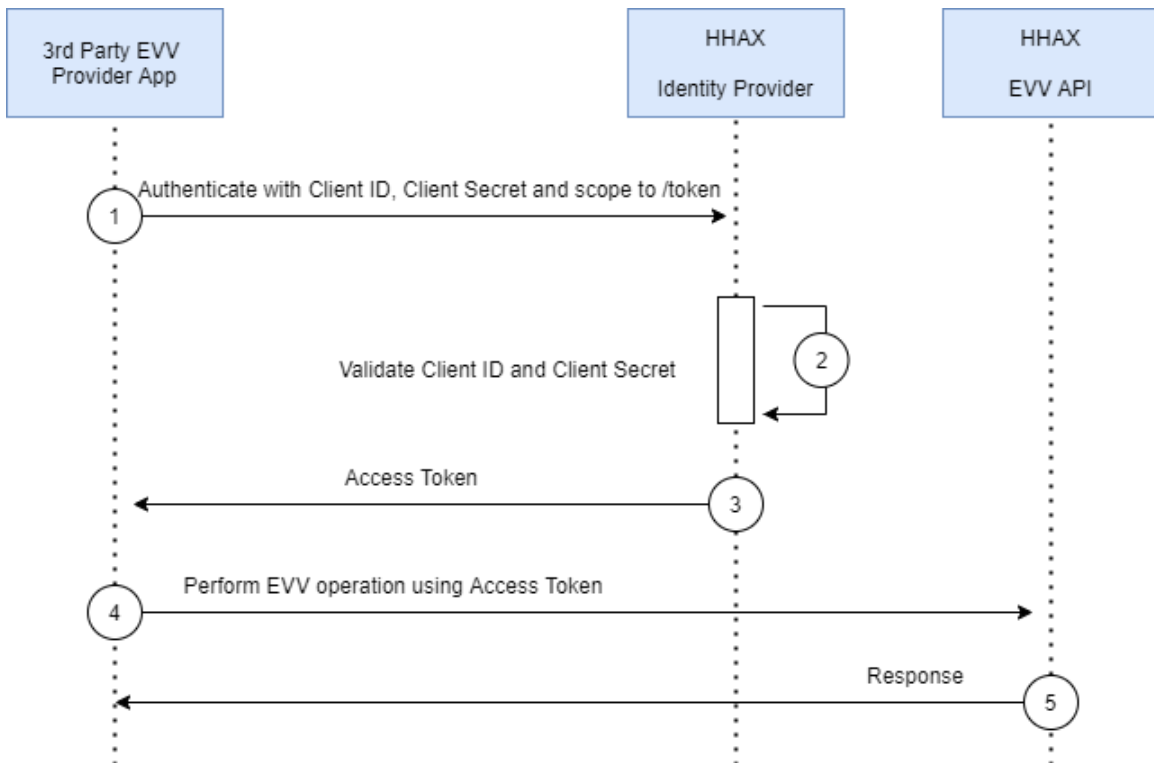 3rd Party EVV
Provider App
HHAX
Identity Provider
HHAX
EVV API
Authenticate with Client ID, Client Secret and scope to /token
1
2
Validate Client ID and Client Secret
Access Token
3
Perform EVV operation using Access Token
4
Response
5